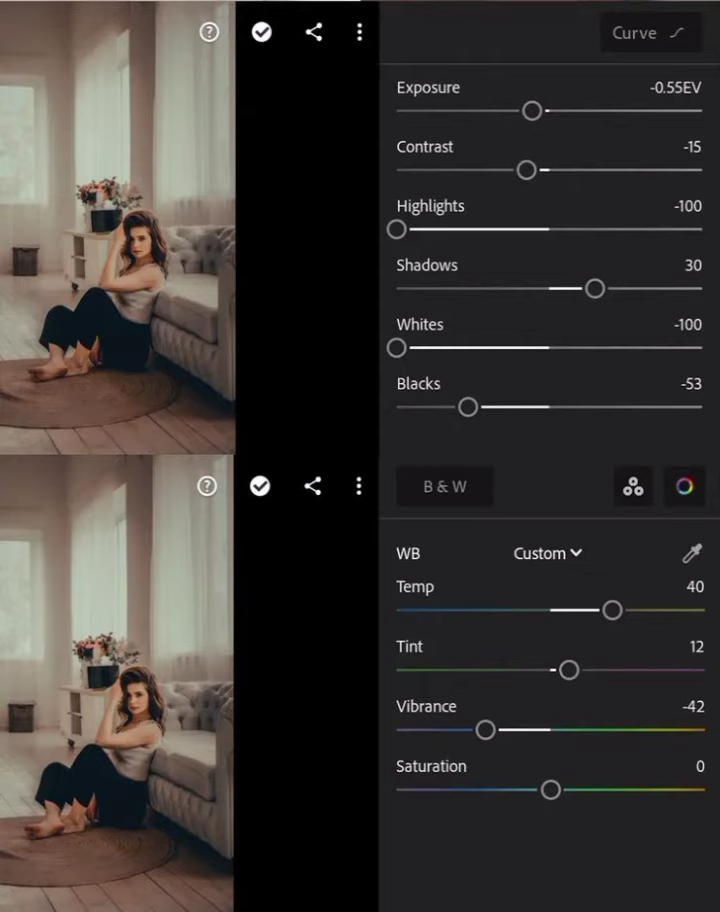 Curve
Exposure -0.55EV
Contrast -15
Highlights -100
Shadows 30
Whites -100
Blacks -53
B & W
WB Custom
Temp 40
Tint 12
Vibrance -42
Saturation 0